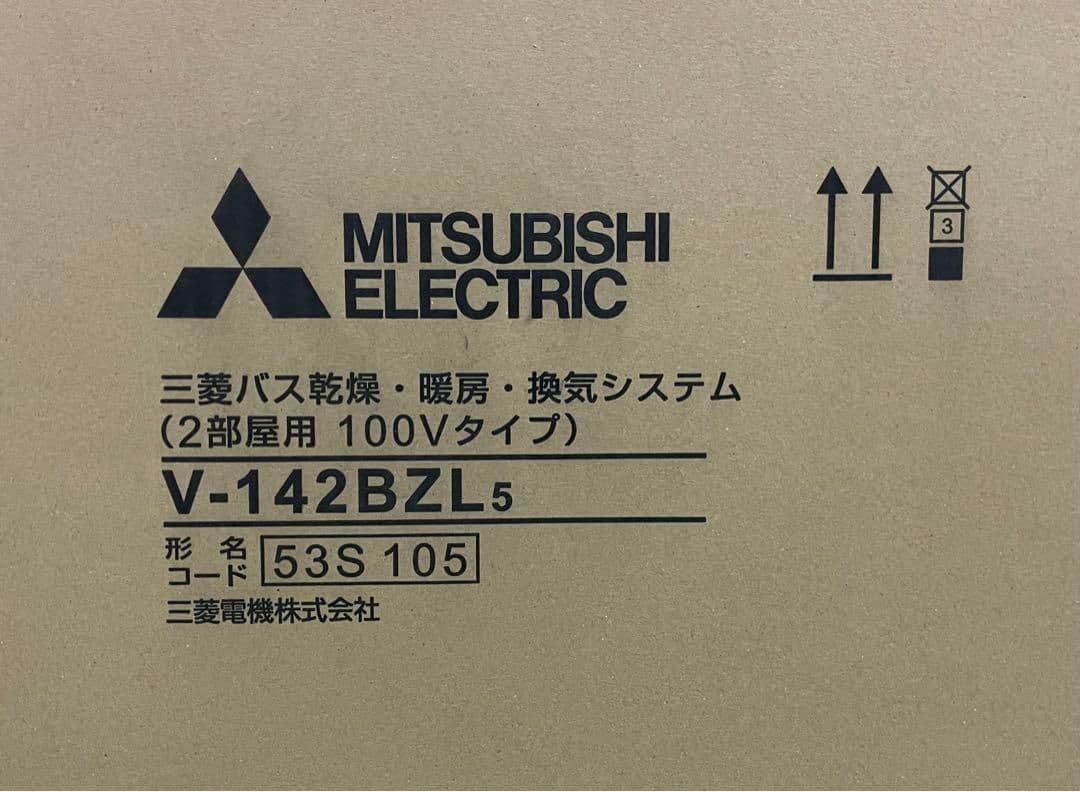 MITSUBISHI
ELECTRIC
3
三菱バス乾燥・暖房・換気システム
(2部屋用 100Vタイプ)
V-142BZL5
形名
コード 53S 105
三菱電機株式会社